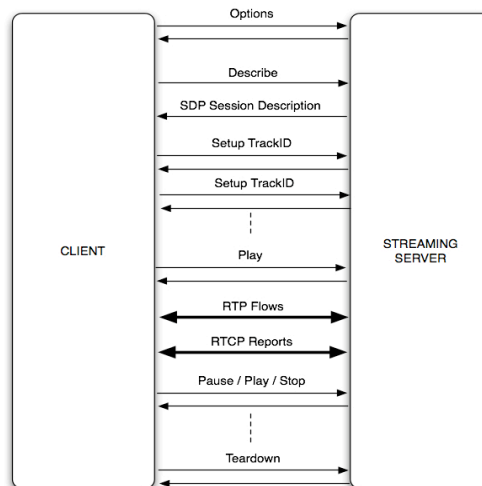 Options
Describe
SDP Session Description
Setup TrackID
Setup TrackID
CLIENT
STREAMING
SERVER
Play
RTP Flows
RTCP Reports
Pause / Play / Stop
Teardown